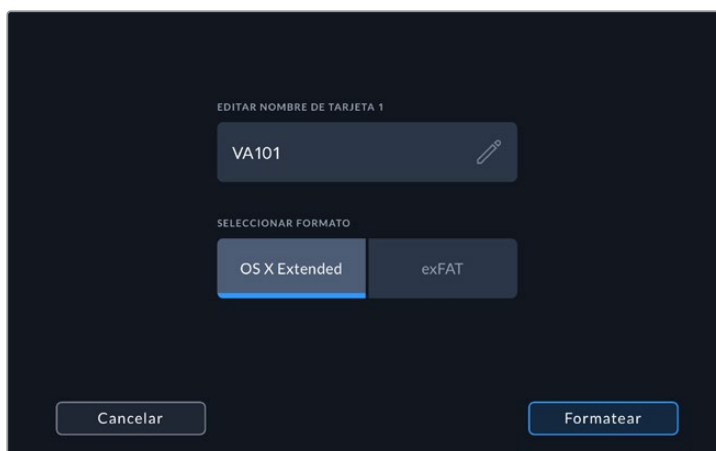 EDITAR NOMBRE DE TARJETA 1
VA101
SELECCIONAR FORMATO
OS X Extended exFAT
Cancelar Formatear